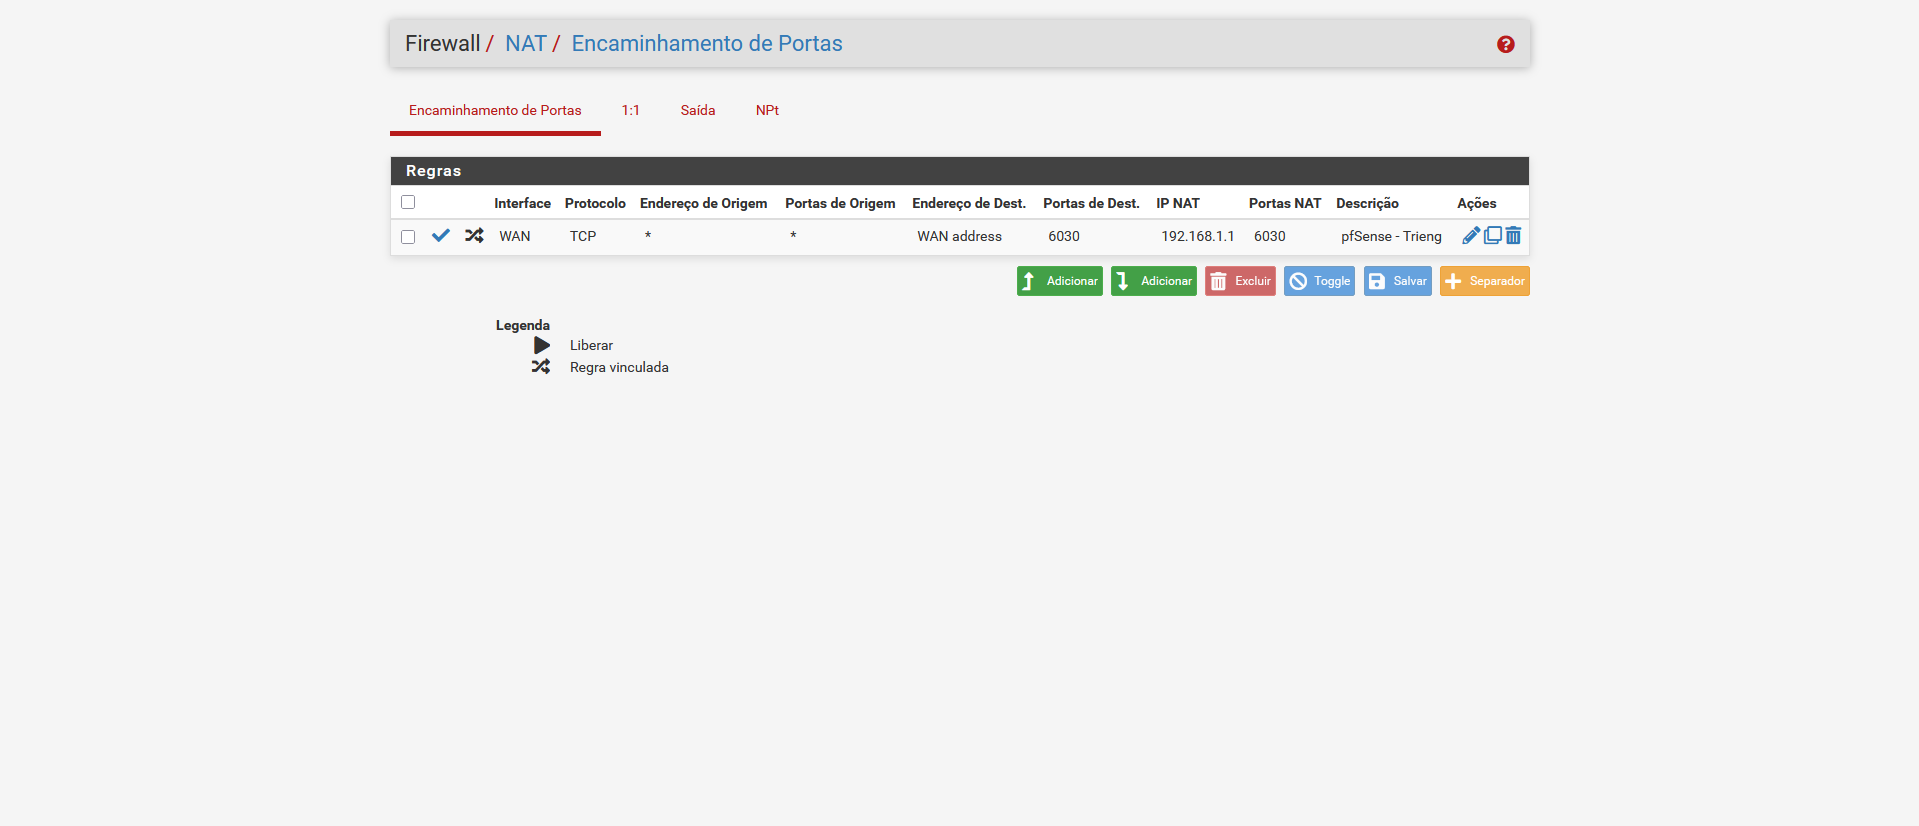 Firewall / NAT / Encaminhamento de Portas
Encaminhamento de Portas 1:1 Saída NPt
Regras
Interface Protocolo Endereço de Origem Portas de Origem Endereço de Dest. Portas de Dest. IP NAT Portas NAT Descrição Ações
WAN TCP * * WAN address 6030 192.168.1.1 6030 pfSense - Trieng
Adicionar Adicionar Excluir Toggle Salvar Separador
Legenda
Liberar
Regra vinculada